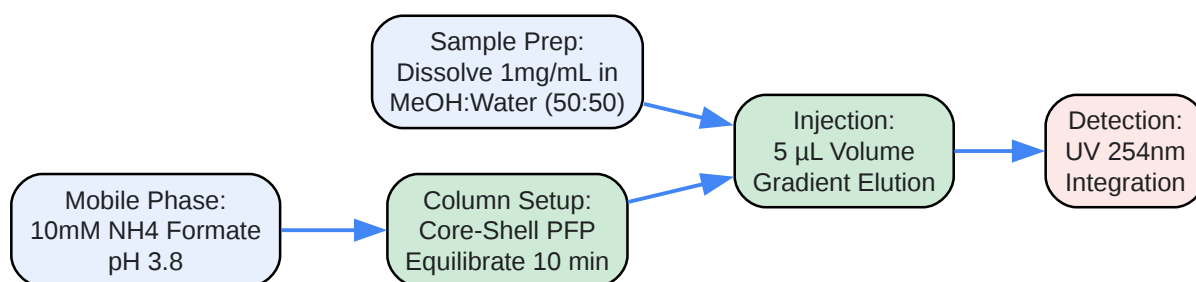 Sample Prep:
Dissolve 1mg/mL in
MeOH:Water (50:50)
Mobile Phase:
10mM NH4 Formate
pH 3.8
Column Setup:
Core-Shell PFP
Equilibrate 10 min
Injection:
5 µL Volume
Gradient Elution
Detection:
UV 254nm
Integration